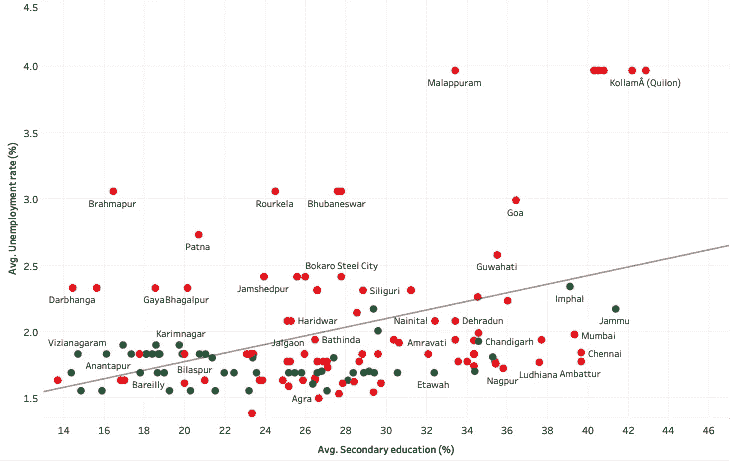 4.5
4.0
Malappuram
KollamÂ (Quilon)
3.5
Avg. Unemployment rate (%)
3.0
Brahmapur
Rourkela
Bhubaneswar
Goa
Patna
2.5
Guwahati
Bokaro Steel City
Darbhanga
Gaya
Bhagalpur
Jamshedpur
Siliguri
Imphal
2.0
Haridwar
Nainital
Dehradun
Jammu
Vizianagaram
Karimnagar
Jalgaon
Bathinda
Amravati
Chandigarh
Mumbai
Chennai
Anantapur
Bilaspur
Bareilly
Etawah
Nagpur
Ludhiana
Ambattur
1.5
Agra
14 16 18 20 22 24 26 28 30 32 34 36 38 40 42 44 46
Avg. Secondary education (%)